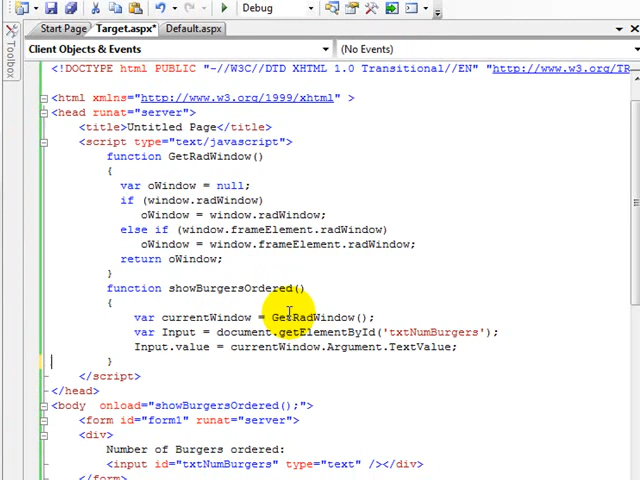 Debug
Start Page Target.aspx* Default.aspx
Client Objects & Events (No Events)
Toolbox
<!DOCTYPE html PUBLIC "-//W3C//DTD XHTML 1.0 Transitional//EN" "http://www.w3.org/TR
<html xmlns="http://www.w3.org/1999/xhtml" >
<head runat="server">
<title>Untitled Page</title>
<script type="text/javascript">
function GetRadWindow()
{
var oWindow = null;
if (window.radWindow)
oWindow = window.radWindow;
else if (window.frameElement.radWindow)
oWindow = window.frameElement.radWindow;
return oWindow;
}
function showBurgersOrdered()
{
var currentWindow = GetRadWindow();
var Input = document.getElementById('txtNumBurgers');
Input.value = currentWindow.Argument.TextValue;
}
</script>
</head>
<body onload="showBurgersOrdered();">
<form id="form1" runat="server">
<div>
Number of Burgers ordered:
<input id="txtNumBurgers" type="text" /></div>
</form>